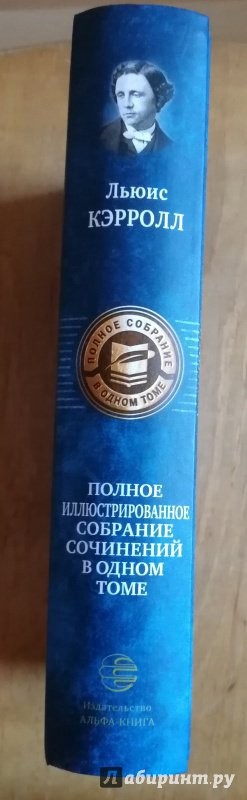 Льюис
КЭРРОЛЛ
ПОЛНОЕ СОБРАНИЕ
В ОДНОМ ТОМЕ
ПОЛНОЕ
ИЛЛЮСТРИРОВАННОЕ
СОБРАНИЕ
СОЧИНЕНИЙ
В ОДНОМ
ТОМЕ
Издательство
АЛЬФА-КНИГА
Лабиринт.ру